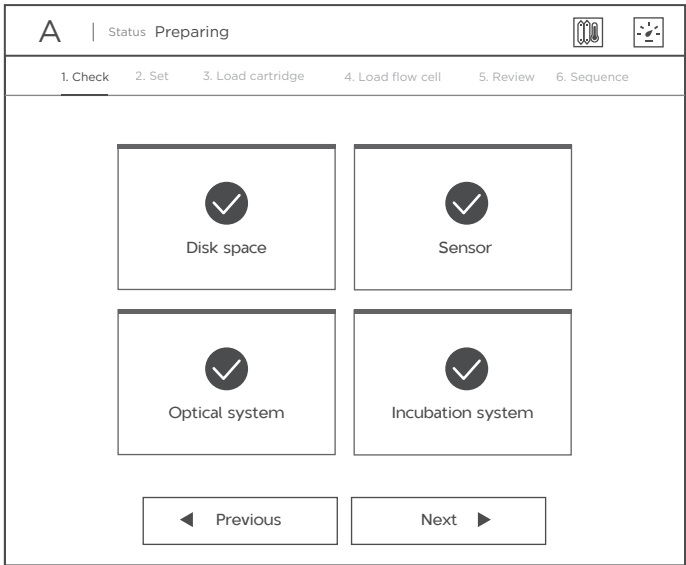 A Status Preparing
1. Check 2. Set 3. Load cartridge 4. Load flow cell 5. Review 6. Sequence
Disk space Sensor
Optical system Incubation system
Previous Next